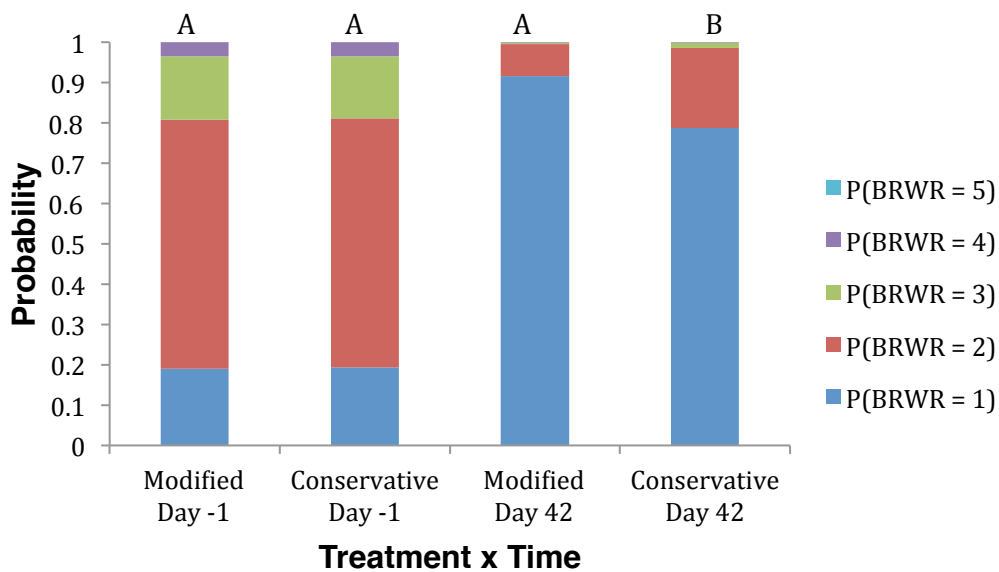 A A A B
1
0.9
0.8
0.7
0.6
0.5
0.4
0.3
0.2
0.1
0
Probability
Modified
Day -1
Conservative
Day -1
Modified
Day 42
Conservative
Day 42
Treatment x Time
P(BRWR = 5)
P(BRWR = 4)
P(BRWR = 3)
P(BRWR = 2)
P(BRWR = 1)